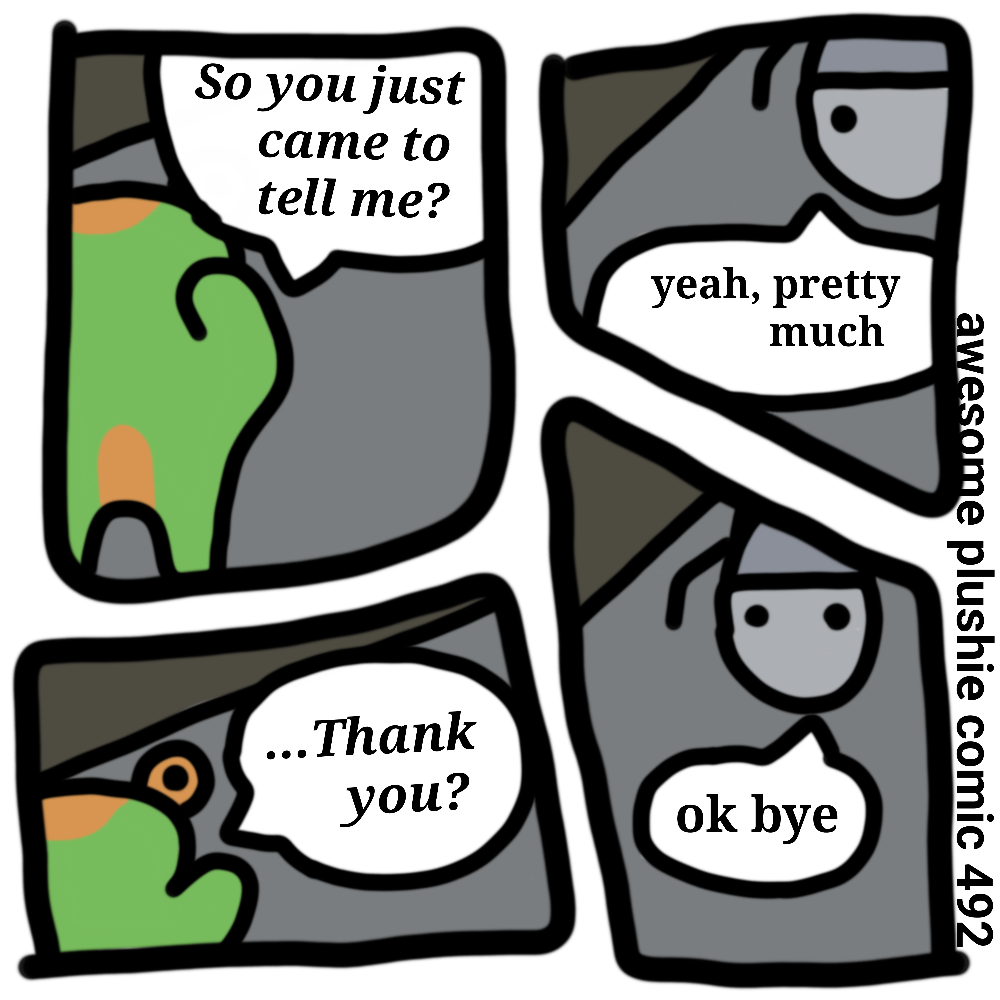 So you just
came to
tell me?
yeah, pretty
much
...Thank
you?
ok bye
awesome plushie comic 492